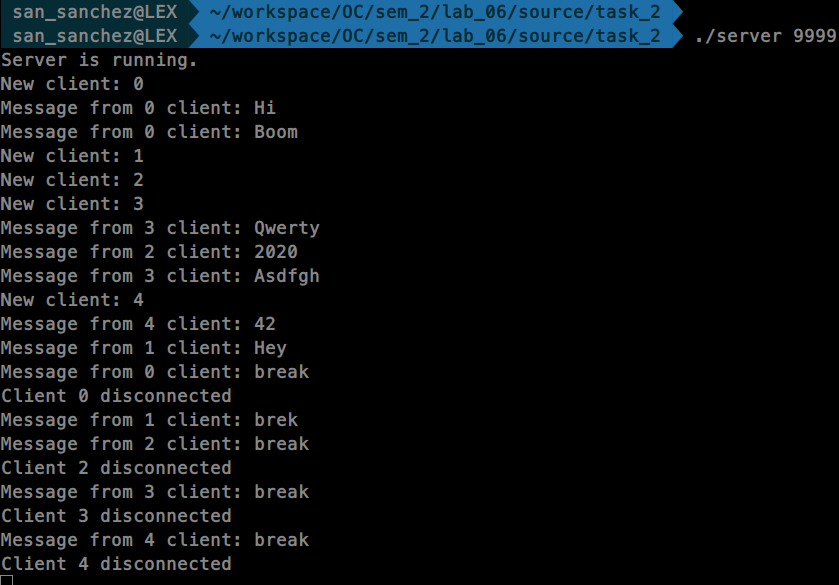 san_sanchez@LEX ~/workspace/OC/sem_2/lab_06/source/task_2
san_sanchez@LEX ~/workspace/OC/sem_2/lab_06/source/task_2 ./server 9999
Server is running.
New client: 0
Message from 0 client: Hi
Message from 0 client: Boom
New client: 1
New client: 2
New client: 3
Message from 3 client: Qwerty
Message from 2 client: 2020
Message from 3 client: Asdfgh
New client: 4
Message from 4 client: 42
Message from 1 client: Hey
Message from 0 client: break
Client 0 disconnected
Message from 1 client: brek
Message from 2 client: break
Client 2 disconnected
Message from 3 client: break
Client 3 disconnected
Message from 4 client: break
Client 4 disconnected